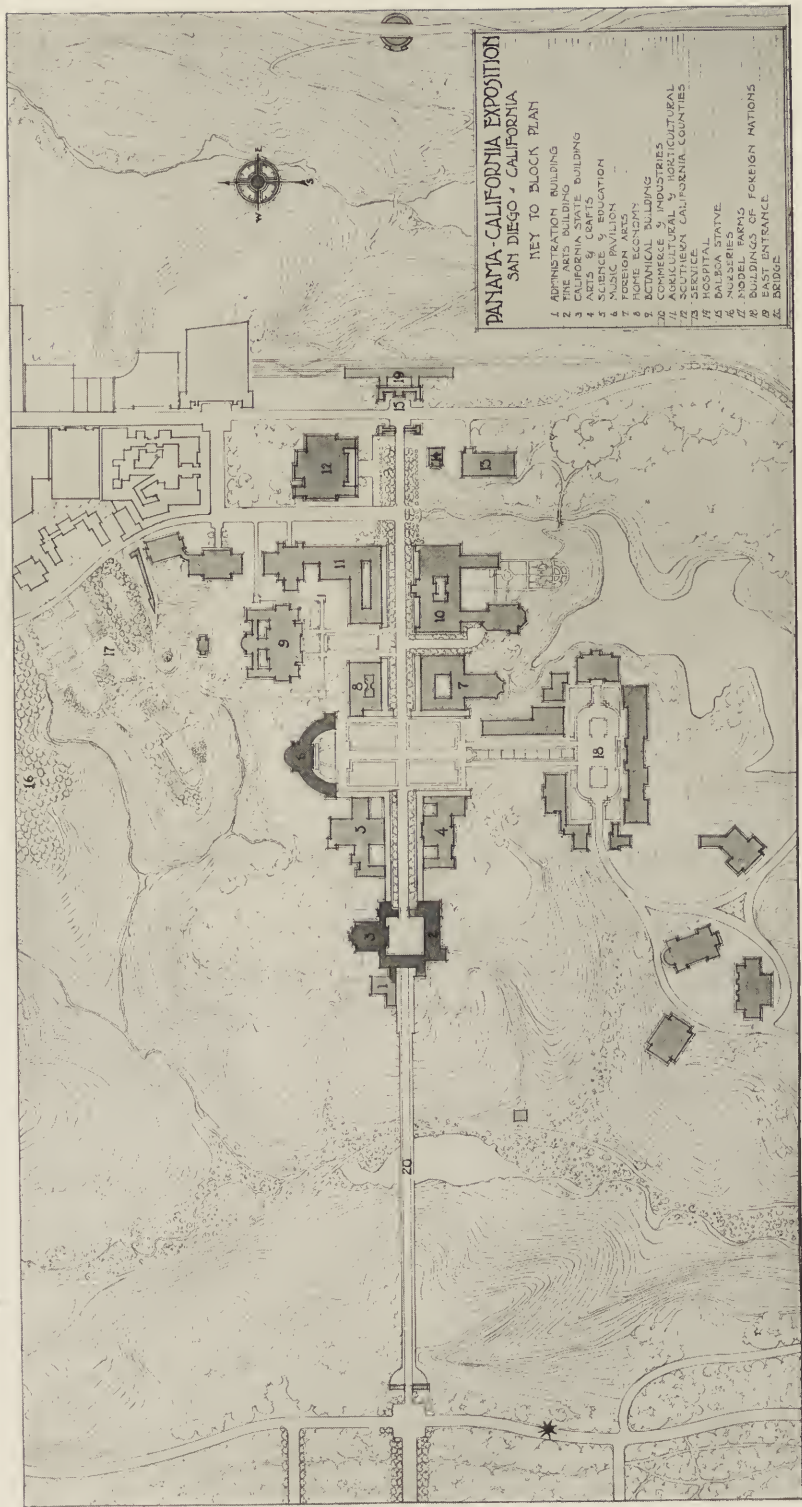 PANAMA-CALIFORNIA EXPOSITION
SAN DIEGO - CALIFORNIA
KEY TO BLOCK PLAN
1 ADMINISTRATION BUILDING
2 FINE ARTS BUILDING
3 CALIFORNIA STATE BUILDING
4 ARTS & CRAFTS
5 SCIENCE & EDUCATION
6 MUSIC PAVILION
7 FOREIGN ARTS
8 HOME ECONOMY
9 BOTANICAL BUILDING
10 COMMERCE & INDUSTRIES
11 AGRICULTURAL & HORTICULTURAL
12 SOUTHERN CALIFORNIA COUNTIES
13 SERVICE
14 HOSPITAL
15 BALBOA STATVE
16 NURSERIES
17 MODEL FARMS
18 BUILDINGS OF FOREIGN NATIONS
19 EAST ENTRANCE
BRIDGE
W
E
S
19
15
12
14
13
11
10
9
8
7
17
16
6
18
5
4
3
2
1
20